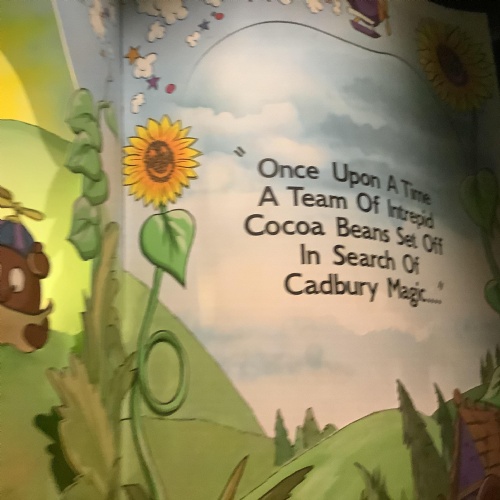 " Once Upon A Time
A Team Of Intrepid
Cocoa Beans Set Off
In Search Of
Cadbury Magic...."